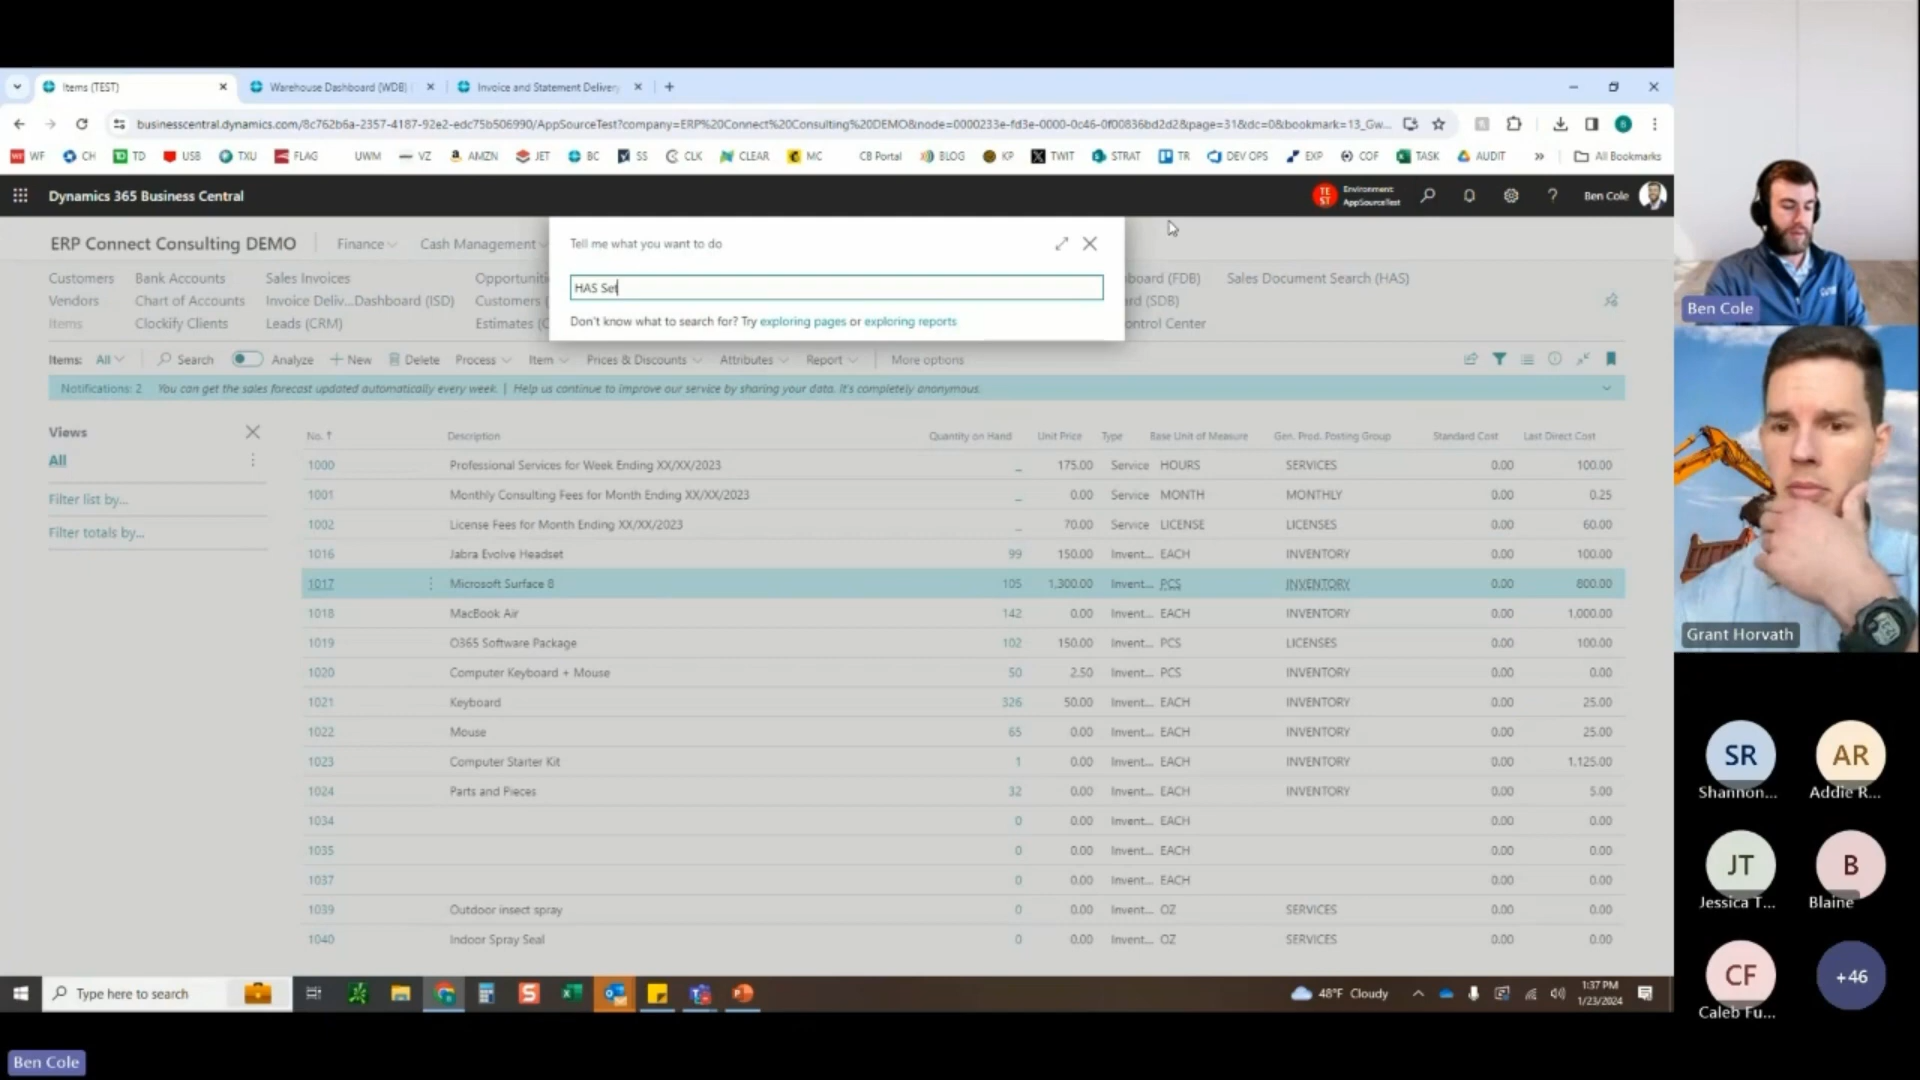 Items (TEST)
Warehouse Dashboard (WDB)
Invoice and Statement Delivery
businesscentral.dynamics.com/8c762b6a-2357-4187-92e2-edc75b506990/AppSourceTest?company=ERP%20Connect%20Consulting%20DEMO&node=0000233e-fd3e-0000-0c46-0f00836bd2d2&page=31&dc=0&bookmark=13_Gw...
WF CH TD USB TXU FLAG UWM VZ AMZN JET BC SS CLK CLEAR MC CB Portal BLOG KP TWIT STRAT TR DEV OPS EXP COF TASK AUDIT » All Bookmarks
Dynamics 365 Business Central
TE ST
Environment:
AppSourceTest
?
Ben Cole
ERP Connect Consulting DEMO Finance Cash Management
Tell me what you want to do
HAS Set
Don't know what to search for? Try exploring pages or exploring reports
Customers Bank Accounts Sales Invoices Opportuniti board (FDB) Sales Document Search (HAS)
Vendors Chart of Accounts Invoice Deliv...Dashboard (ISD) Customers ( rd (SDB)
Items Clockify Clients Leads (CRM) Estimates (C ontrol Center
Items: All Search Analyze New Delete Process Item Prices & Discounts Attributes Report More options
Notifications: 2 You can get the sales forecast updated automatically every week. | Help us continue to improve our service by sharing your data. It's completely anonymous.
Views
All
Filter list by...
Filter totals by...
No. ↑ Description Quantity on Hand Unit Price Type Base Unit of Measure Gen. Prod. Posting Group Standard Cost Last Direct Cost
1000 Professional Services for Week Ending XX/XX/2023 _ 175.00 Service HOURS SERVICES 0.00 100.00
1001 Monthly Consulting Fees for Month Ending XX/XX/2023 _ 0.00 Service MONTH MONTHLY 0.00 0.25
1002 License Fees for Month Ending XX/XX/2023 _ 70.00 Service LICENSE LICENSES 0.00 60.00
1016 Jabra Evolve Headset 99 150.00 Invent... EACH INVENTORY 0.00 100.00
1017 Microsoft Surface 8 105 1,300.00 Invent... PCS INVENTORY 0.00 800.00
1018 MacBook Air 142 0.00 Invent... EACH INVENTORY 0.00 1,000.00
1019 O365 Software Package 102 150.00 Invent... PCS LICENSES 0.00 100.00
1020 Computer Keyboard + Mouse 50 2.50 Invent... PCS INVENTORY 0.00 0.00
1021 Keyboard 326 50.00 Invent... EACH INVENTORY 0.00 25.00
1022 Mouse 65 0.00 Invent... EACH INVENTORY 0.00 25.00
1023 Computer Starter Kit 1 0.00 Invent... EACH INVENTORY 0.00 1,125.00
1024 Parts and Pieces 32 0.00 Invent... EACH INVENTORY 0.00 5.00
1034 0 0.00 Invent... EACH 0.00 0.00
1035 0 0.00 Invent... EACH 0.00 0.00
1037 0 0.00 Invent... EACH 0.00 0.00
1039 Outdoor insect spray 0 0.00 Invent... OZ SERVICES 0.00 0.00
1040 Indoor Spray Seal 0 0.00 Invent... OZ SERVICES 0.00 0.00
Type here to search
48°F Cloudy
1:37 PM
1/23/2024
Ben Cole
Grant Horvath
SR
Shannon...
AR
Addie R...
JT
Jessica T...
B
Blaine
CF
Caleb Fu...
+46
Ben Cole